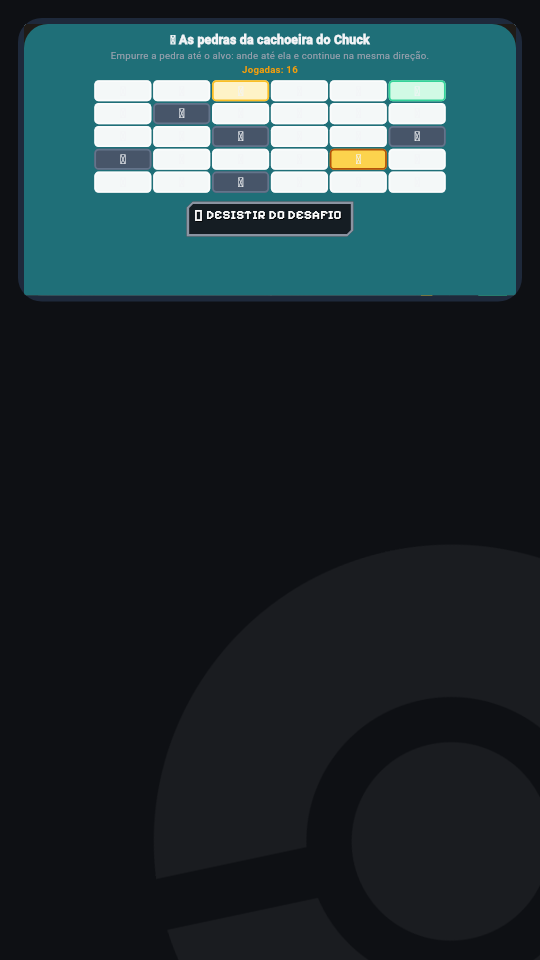 As pedras da cachoeira do Chuck
Empurre a pedra até o alvo: ande até ela e continue na mesma direção.
Jogadas: 16
DESISTIR DO DESAFIO